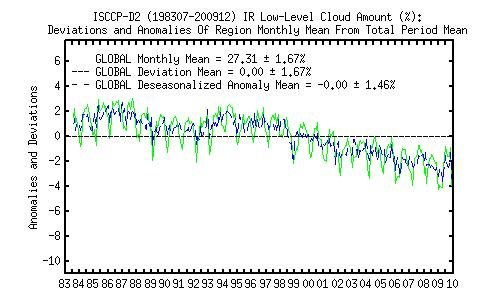 ISCCP-D2 (198307-200912) IR Low-Level Cloud Amount (%):
Deviations and Anomalies Of Region Monthly Mean From Total Period Mean
GLOBAL Monthly Mean = 27.31 ± 1.67%
GLOBAL Deviation Mean = 0.00 ± 1.67%
GLOBAL Deseasonalized Anomaly Mean = -0.00 ± 1.46%
Anomalies and Deviations
6
4
2
0
-2
-4
-6
-8
-10
83 84 85 86 87 88 89 90 91 92 93 94 95 96 97 98 99 00 01 02 03 04 05 06 07 08 09 10